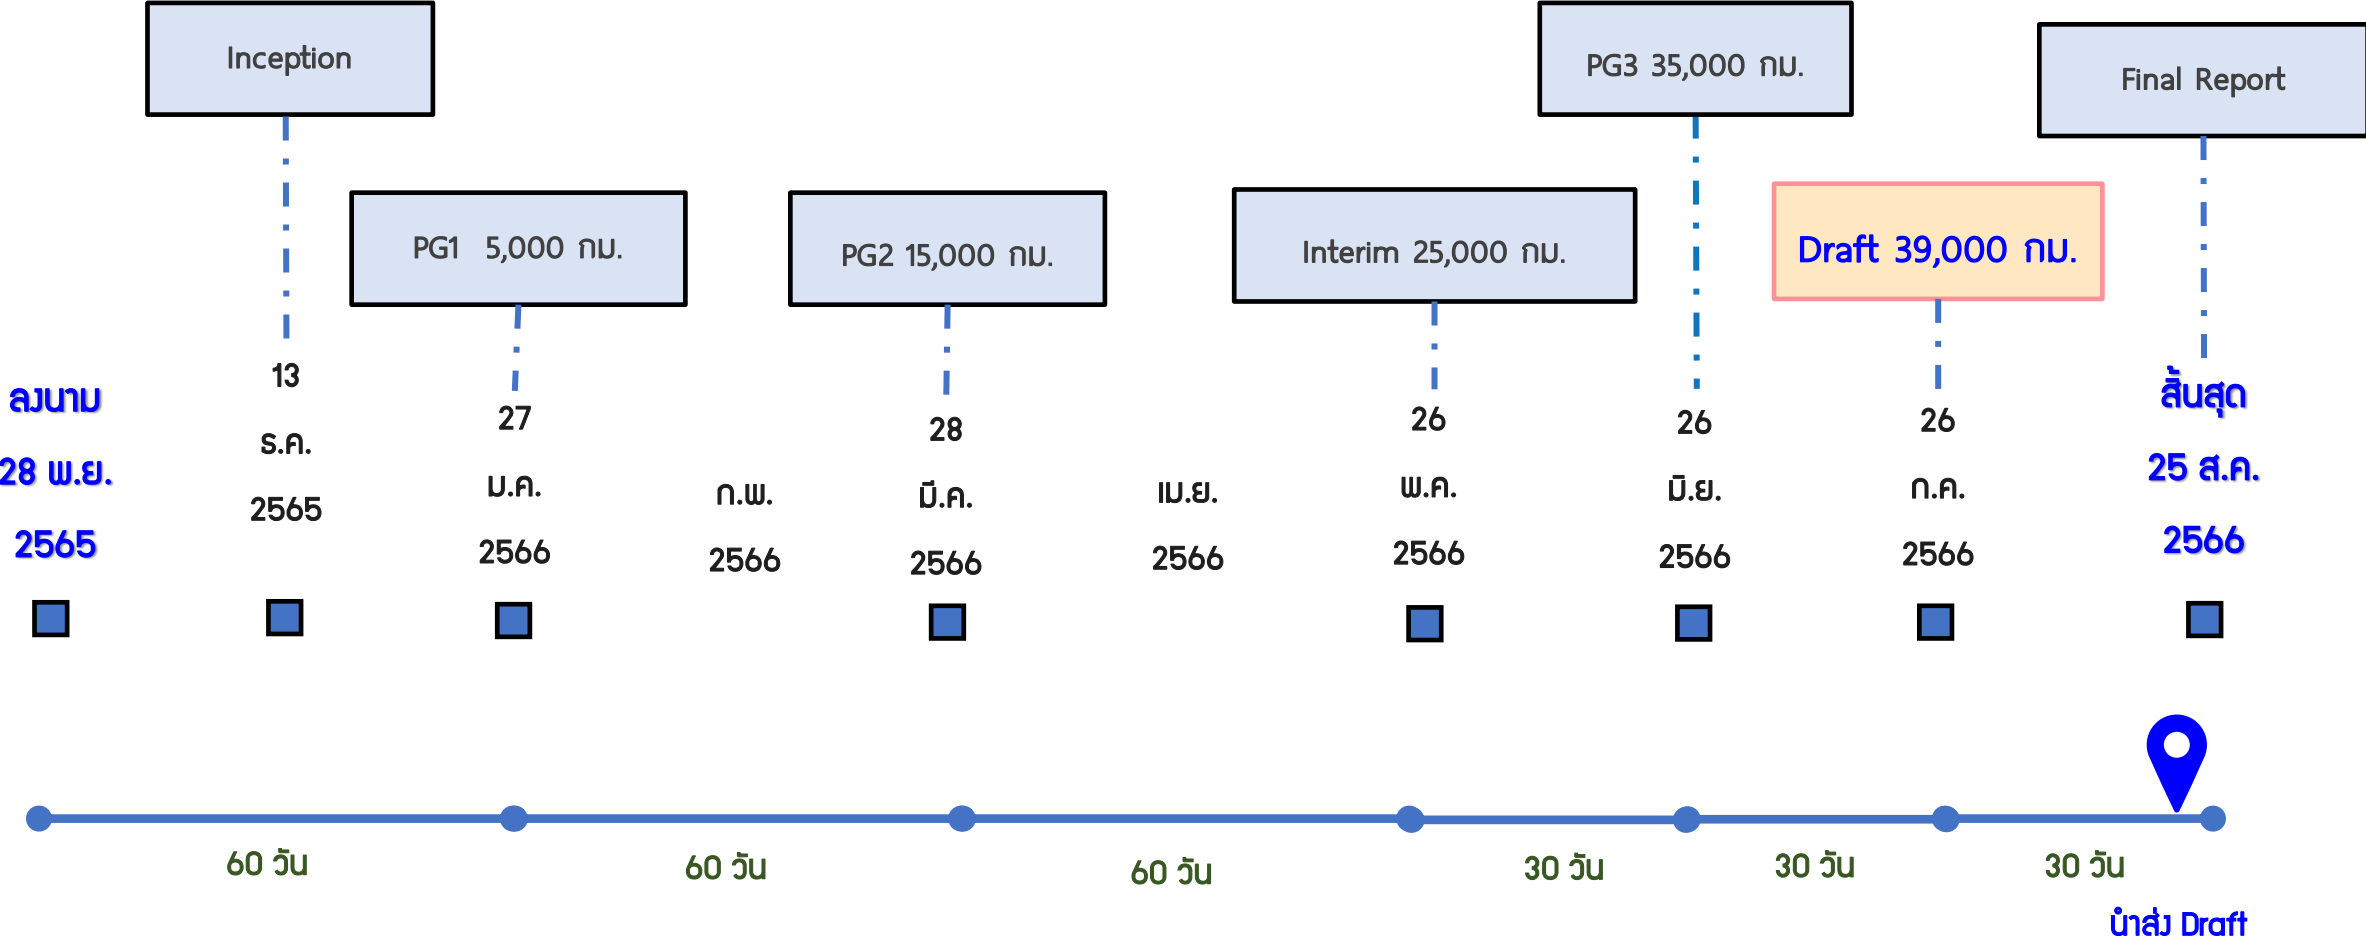 Inception
PG3 35,000 กม.
Final Report
PG1 5,000 กม.
PG2 15,000 กม.
Interim 25,000 กม.
Draft 39,000 กม.
ลงนาม
28 พ.ย.
2565
13
ธ.ค.
2565
27
ม.ค.
2566
ก.พ.
2566
28
มี.ค.
2566
เม.ย.
2566
26
พ.ค.
2566
26
มิ.ย.
2566
26
ก.ค.
2566
สิ้นสุด
25 ส.ค.
2566
60 วัน
60 วัน
60 วัน
30 วัน
30 วัน
30 วัน
นำส่ง Draft